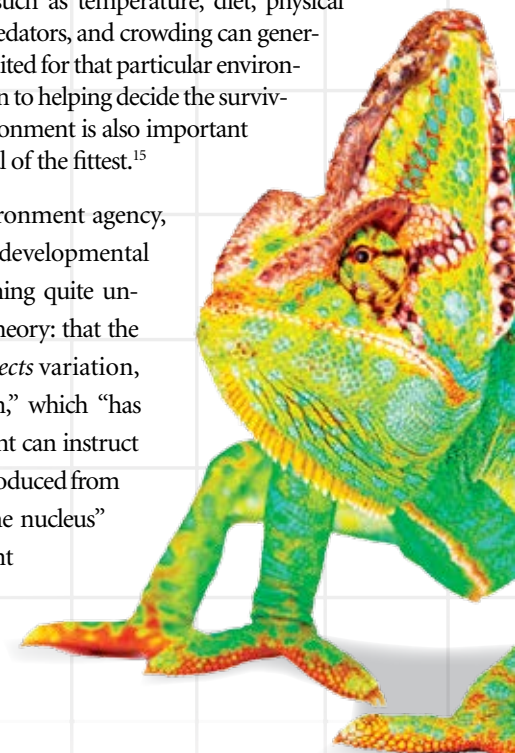 such as temperature, diet, physical
edators, and crowding can gener-
ited for that particular environ-
n to helping decide the surviv-
onment is also important
l of the fittest.15
ronment agency,
developmental
ning quite un-
heory: that the
ects variation,
n,” which “has
nt can instruct
oduced from
ne nucleus”
nt